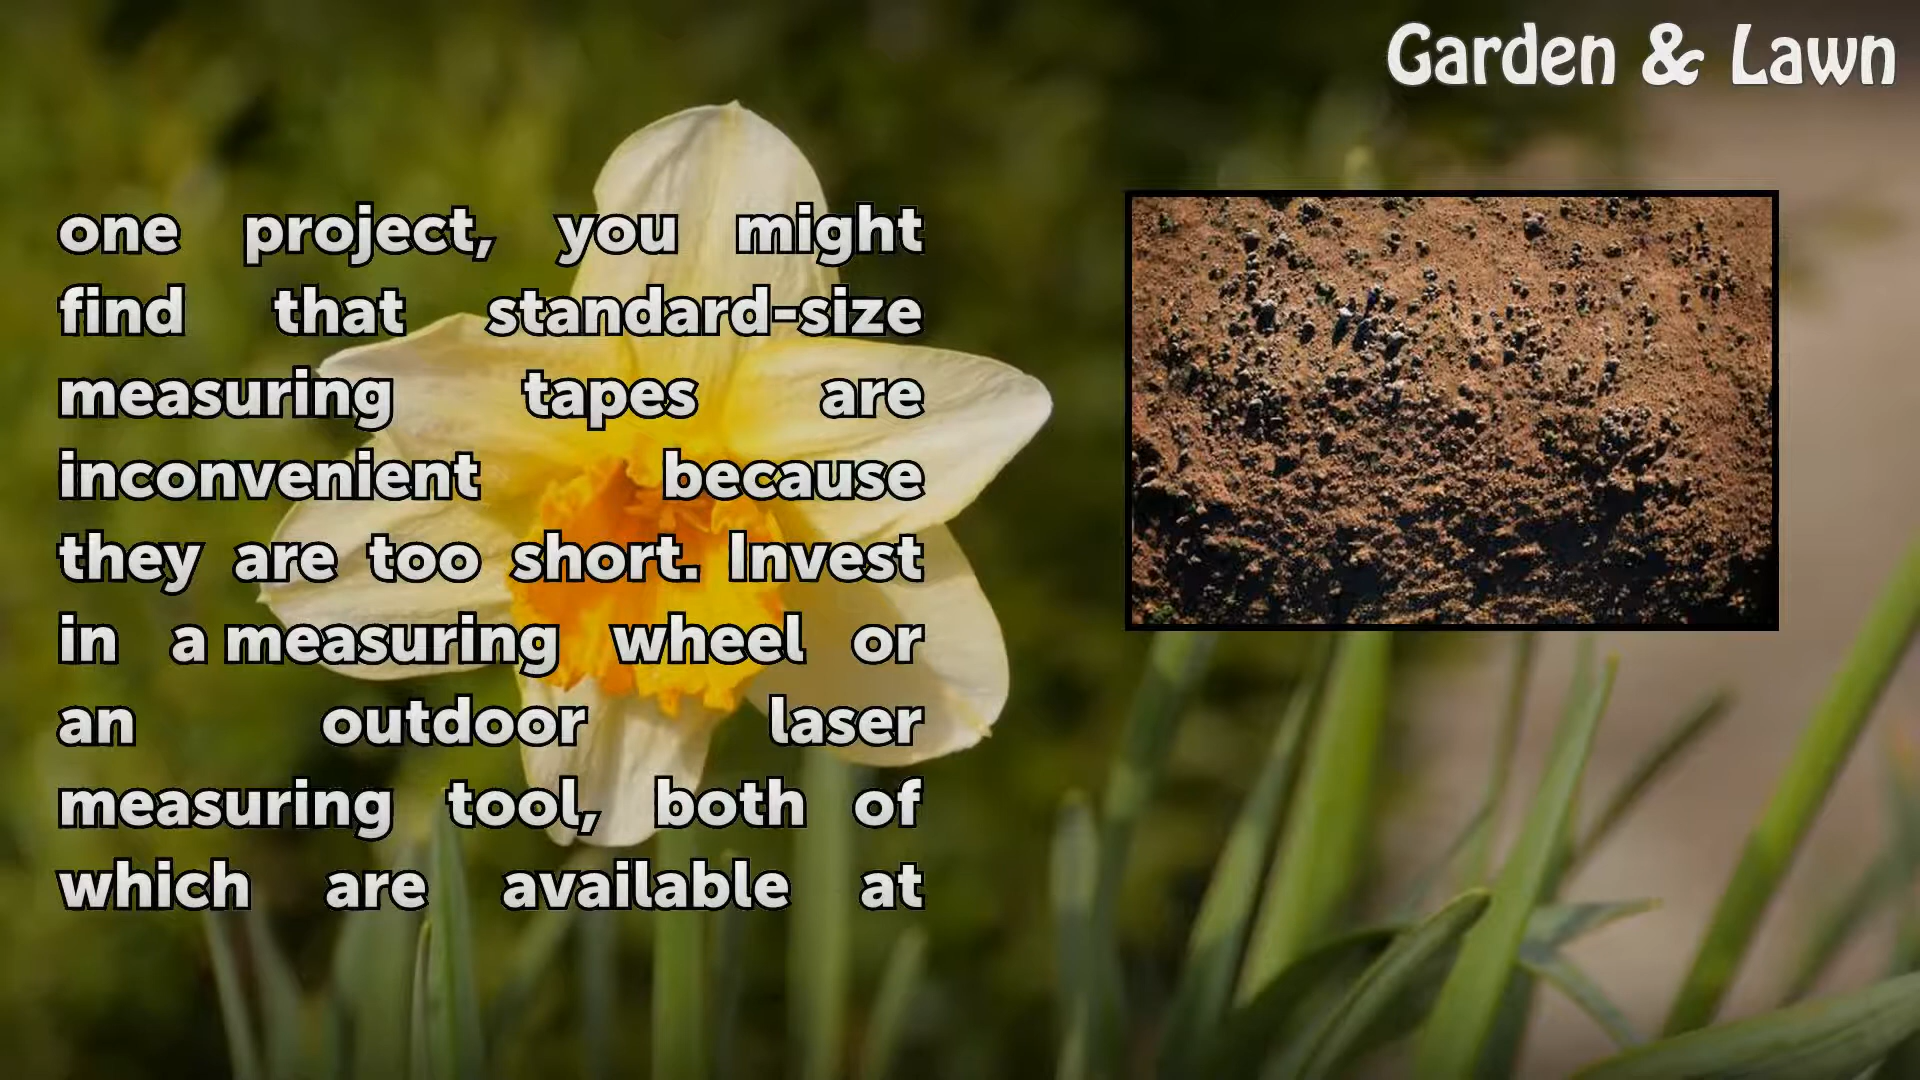 Garden & Lawn
one project, you might
find that standard-size
measuring tapes are
inconvenient because
they are too short. Invest
in a measuring wheel or
an outdoor laser
measuring tool, both of
which are available at